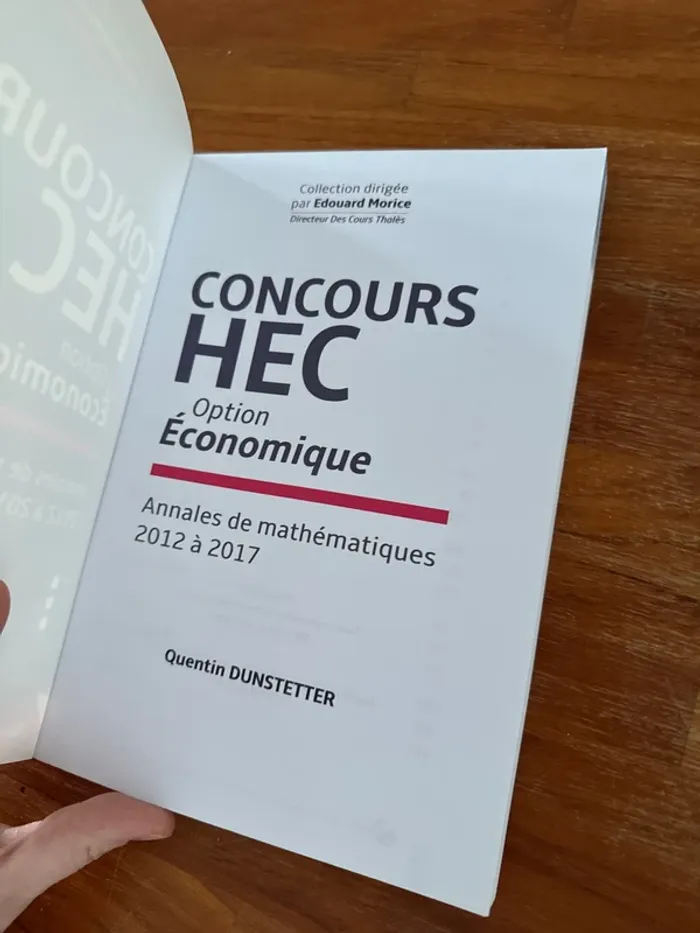 Collection dirigée
par Edouard Morice
Directeur Des Cours Thalès
CONCOURS
HEC
Option
Économique
Annales de mathématiques
2012 à 2017
Quentin DUNSTETTER